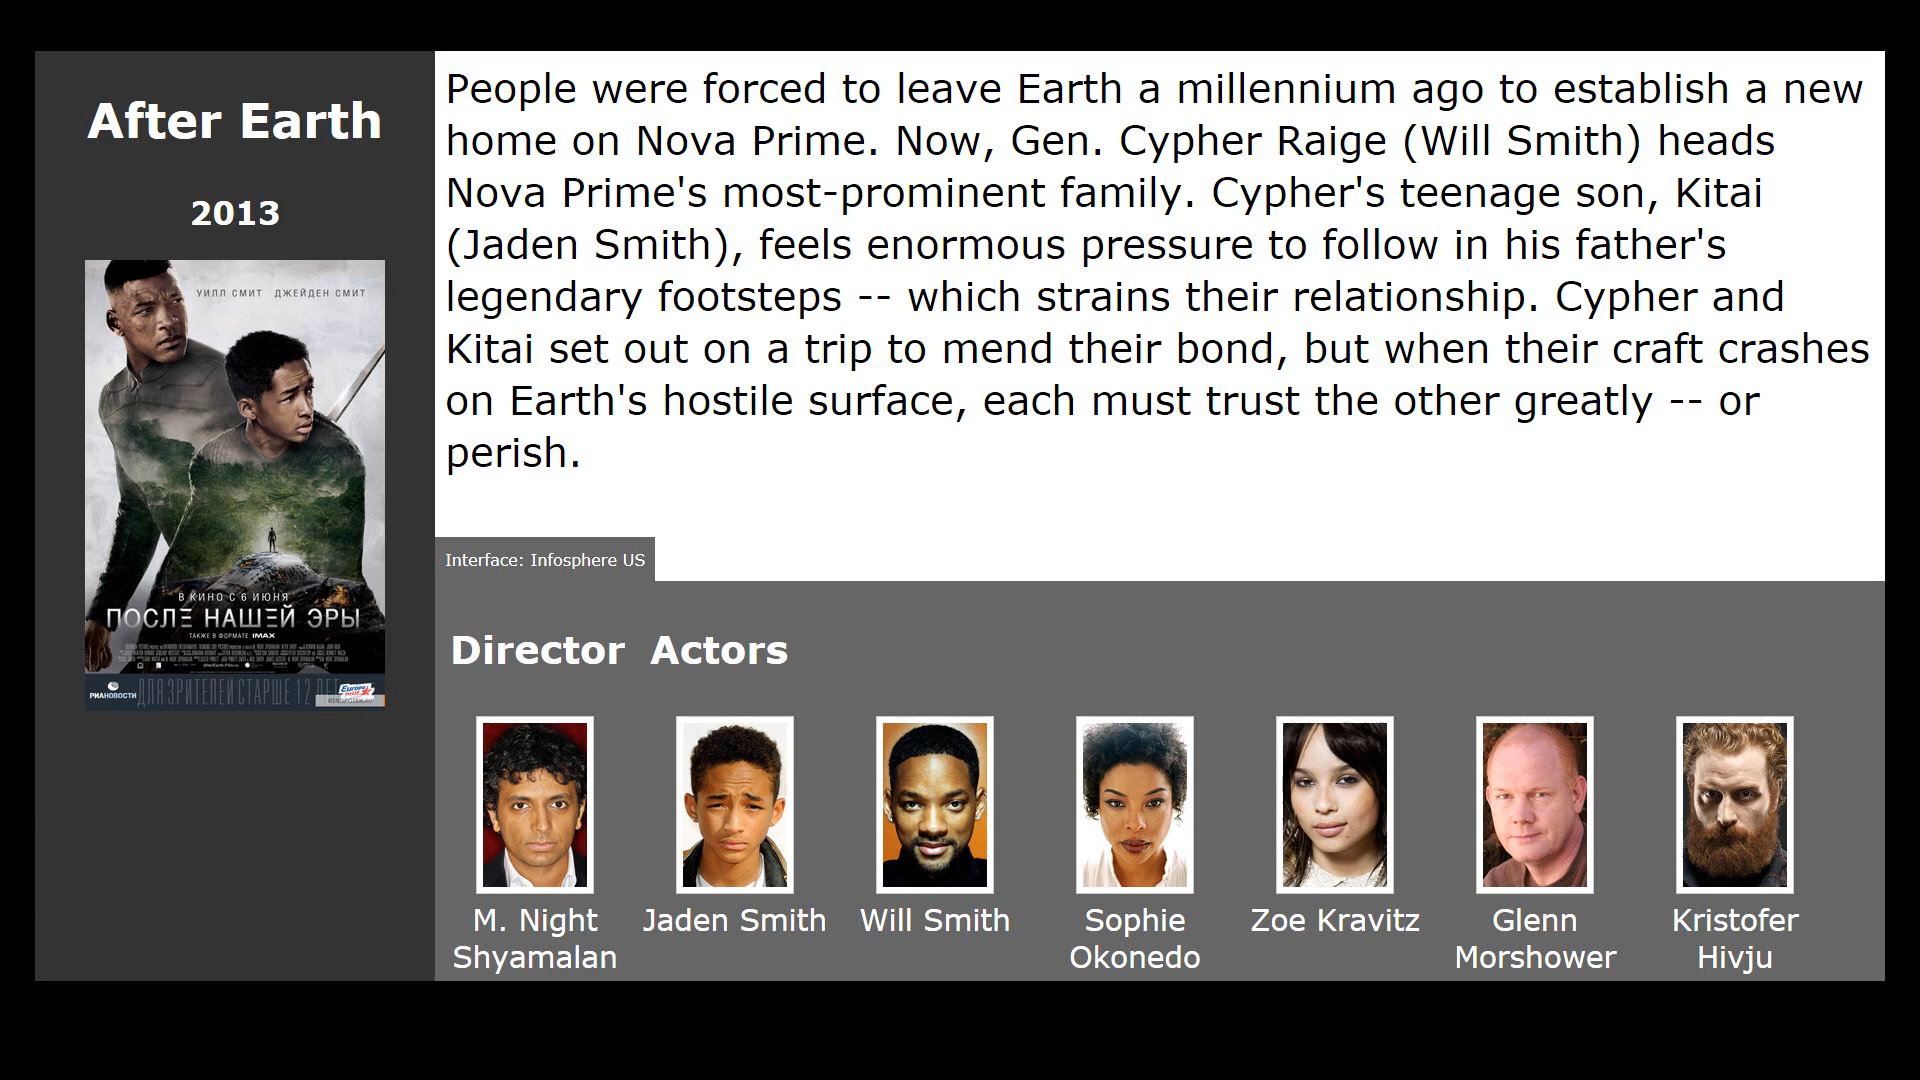 After Earth
2013
УИЛЛ СМИТ ДЖЕЙДЕН СМИТ
В КИНО С 6 ИЮНЯ
ПОСЛЕ НАШЕЙ ЭРЫ
ТАКЖЕ В ФОРМАТЕ IMAX
РИАНОВОСТИ
ДЛЯ ЗРИТЕЛЕЙ СТАРШЕ 12 ЛЕТ
Europa plus
People were forced to leave Earth a millennium ago to establish a new
home on Nova Prime. Now, Gen. Cypher Raige (Will Smith) heads
Nova Prime's most-prominent family. Cypher's teenage son, Kitai
(Jaden Smith), feels enormous pressure to follow in his father's
legendary footsteps -- which strains their relationship. Cypher and
Kitai set out on a trip to mend their bond, but when their craft crashes
on Earth's hostile surface, each must trust the other greatly -- or
perish.
Interface: Infosphere US
Director Actors
M. Night
Shyamalan
Jaden Smith
Will Smith
Sophie
Okonedo
Zoe Kravitz
Glenn
Morshower
Kristofer
Hivju